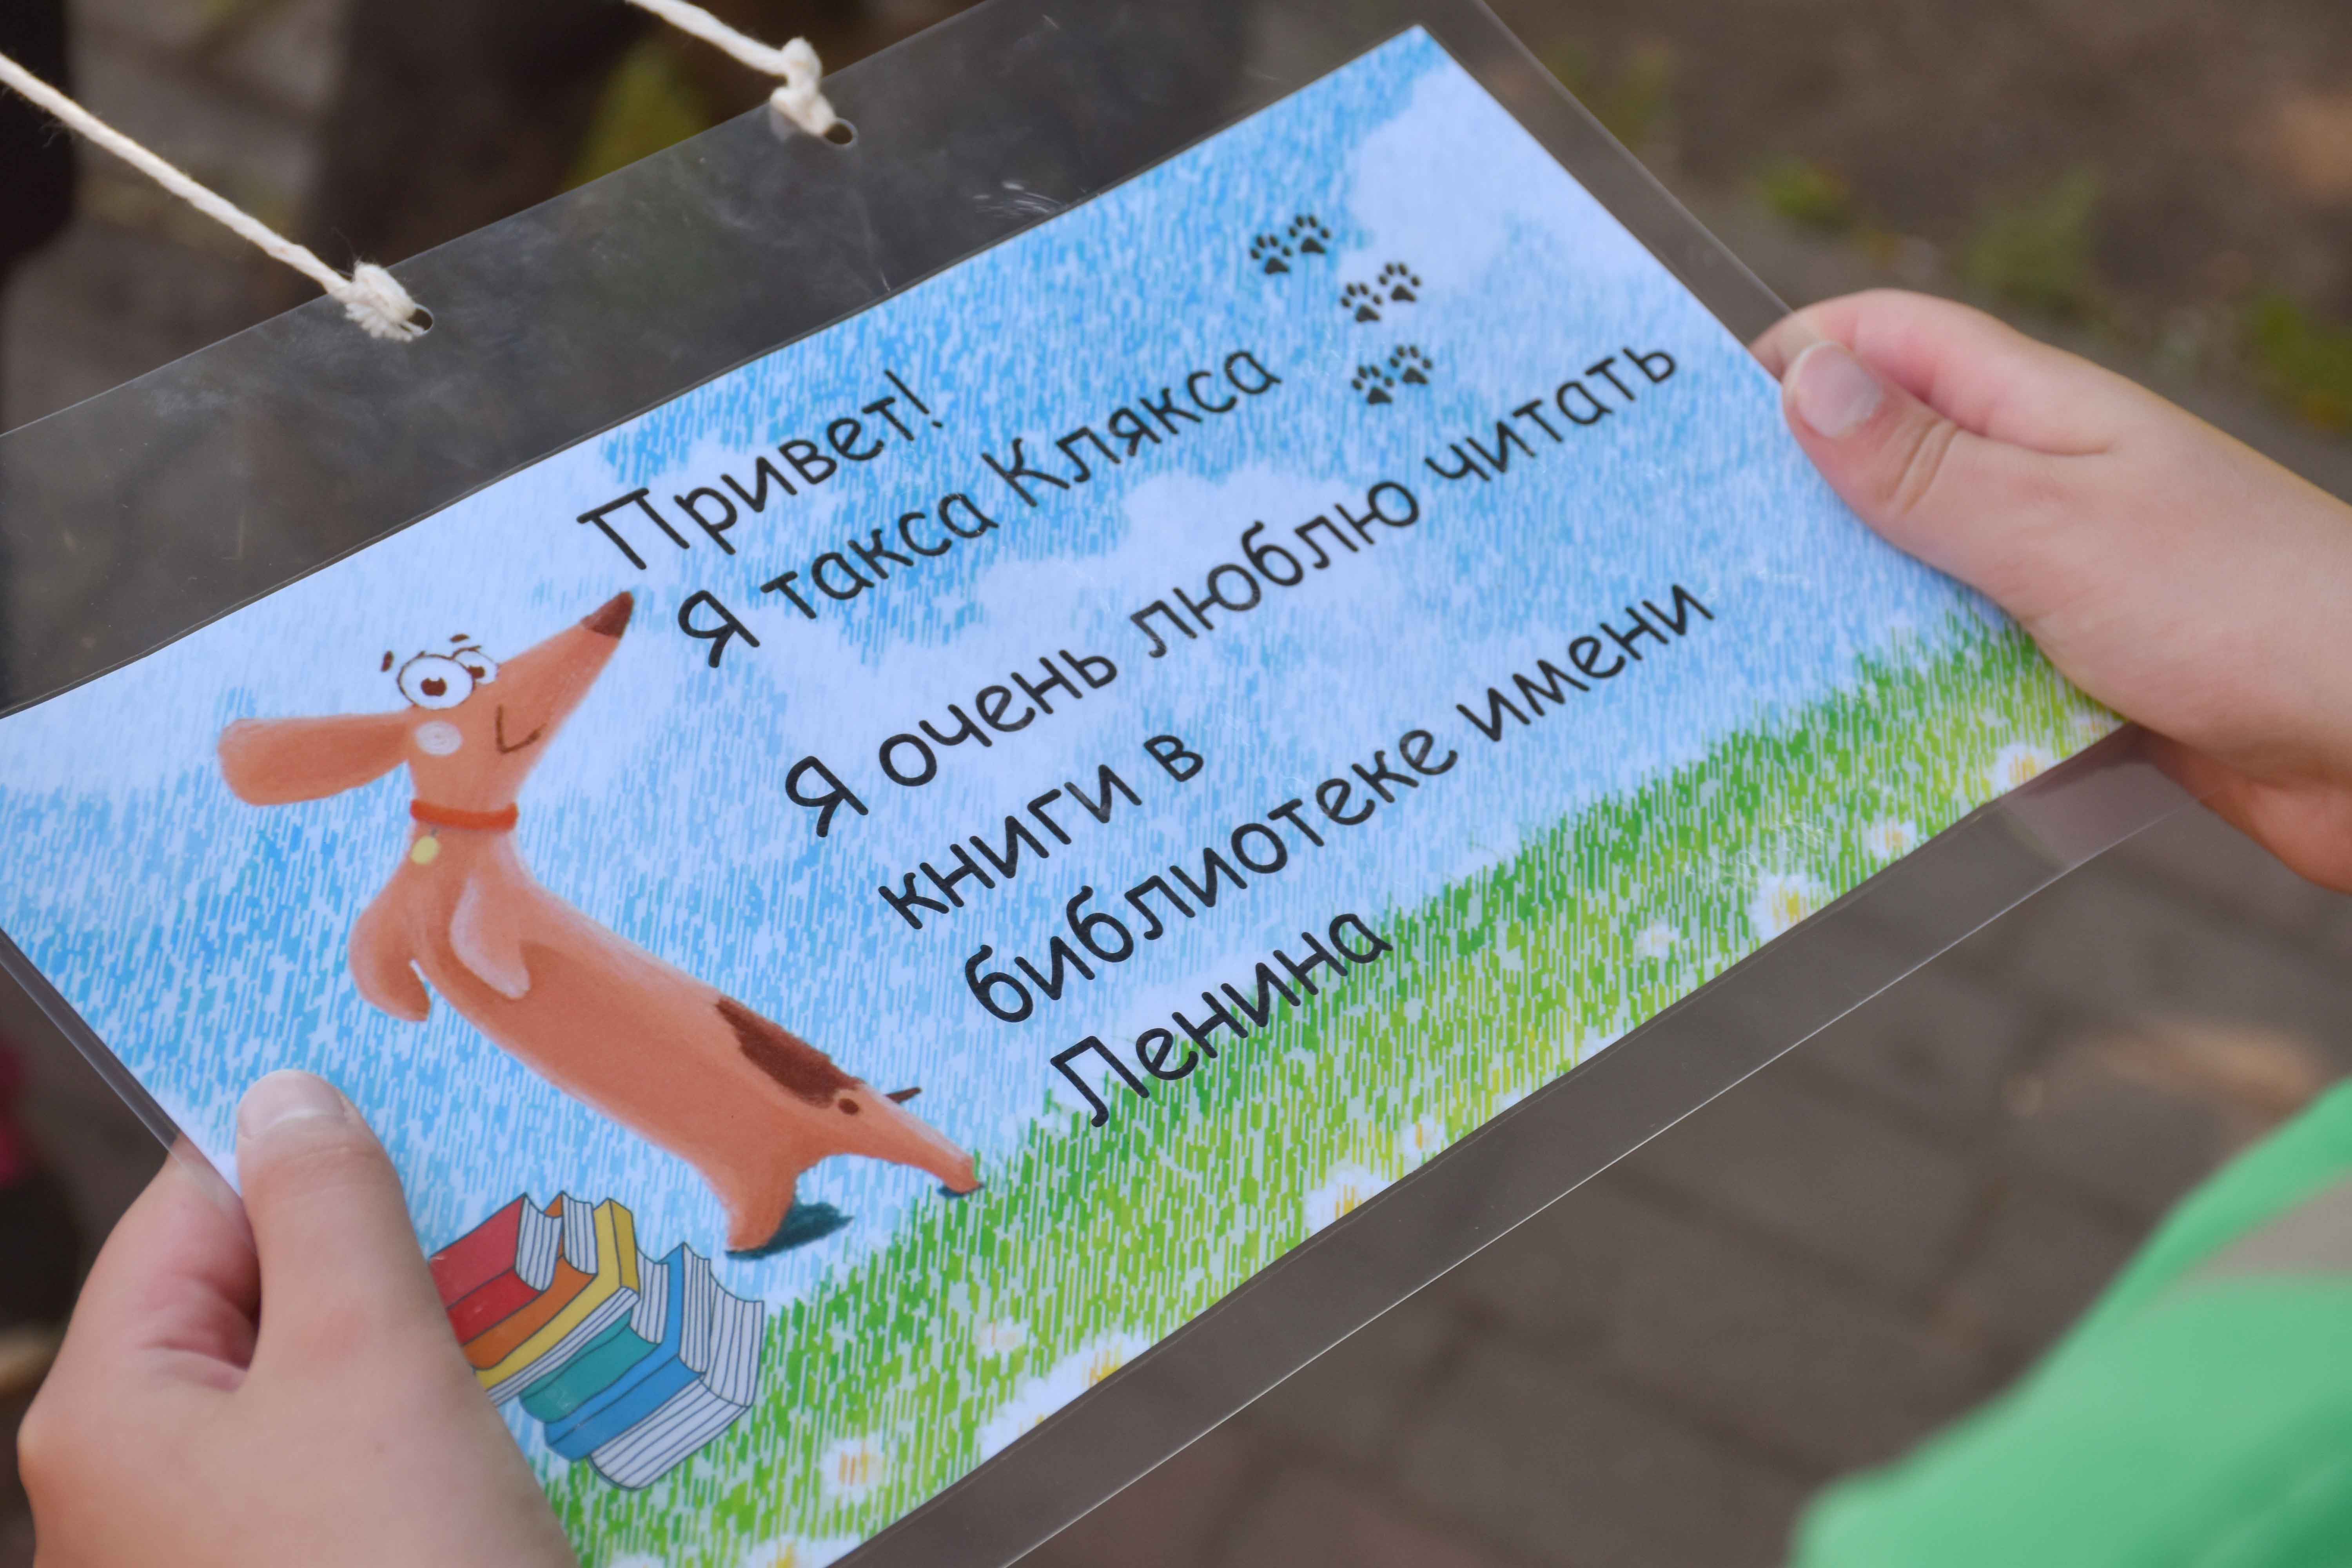 Привет!
Я такса Клякса
Я очень люблю читать
книги в
библиотеке имени
Ленина